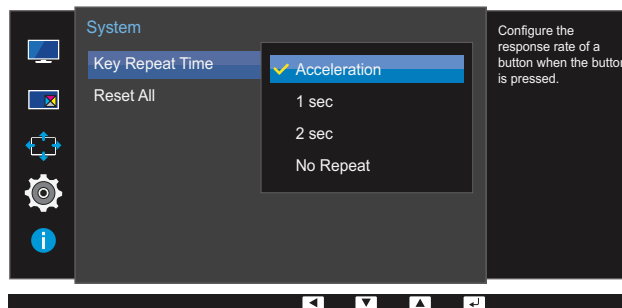 System
Key Repeat Time
Reset All
Acceleration
1 sec
2 sec
No Repeat
Configure the
response rate of a
button when the button
is pressed.